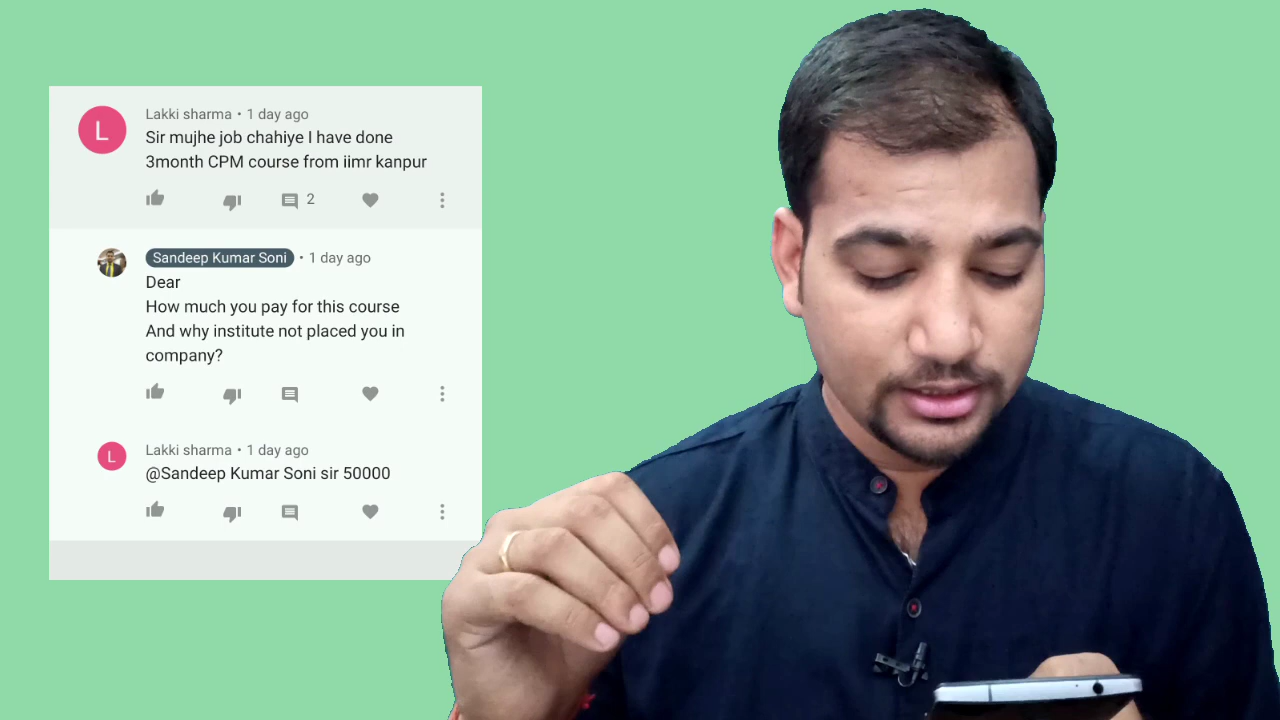 L
Lakki sharma • 1 day ago
Sir mujhe job chahiye I have done
3month CPM course from iimr kanpur
2
Sandeep Kumar Soni • 1 day ago
Dear
How much you pay for this course
And why institute not placed you in
company?
L
Lakki sharma • 1 day ago
@Sandeep Kumar Soni sir 50000